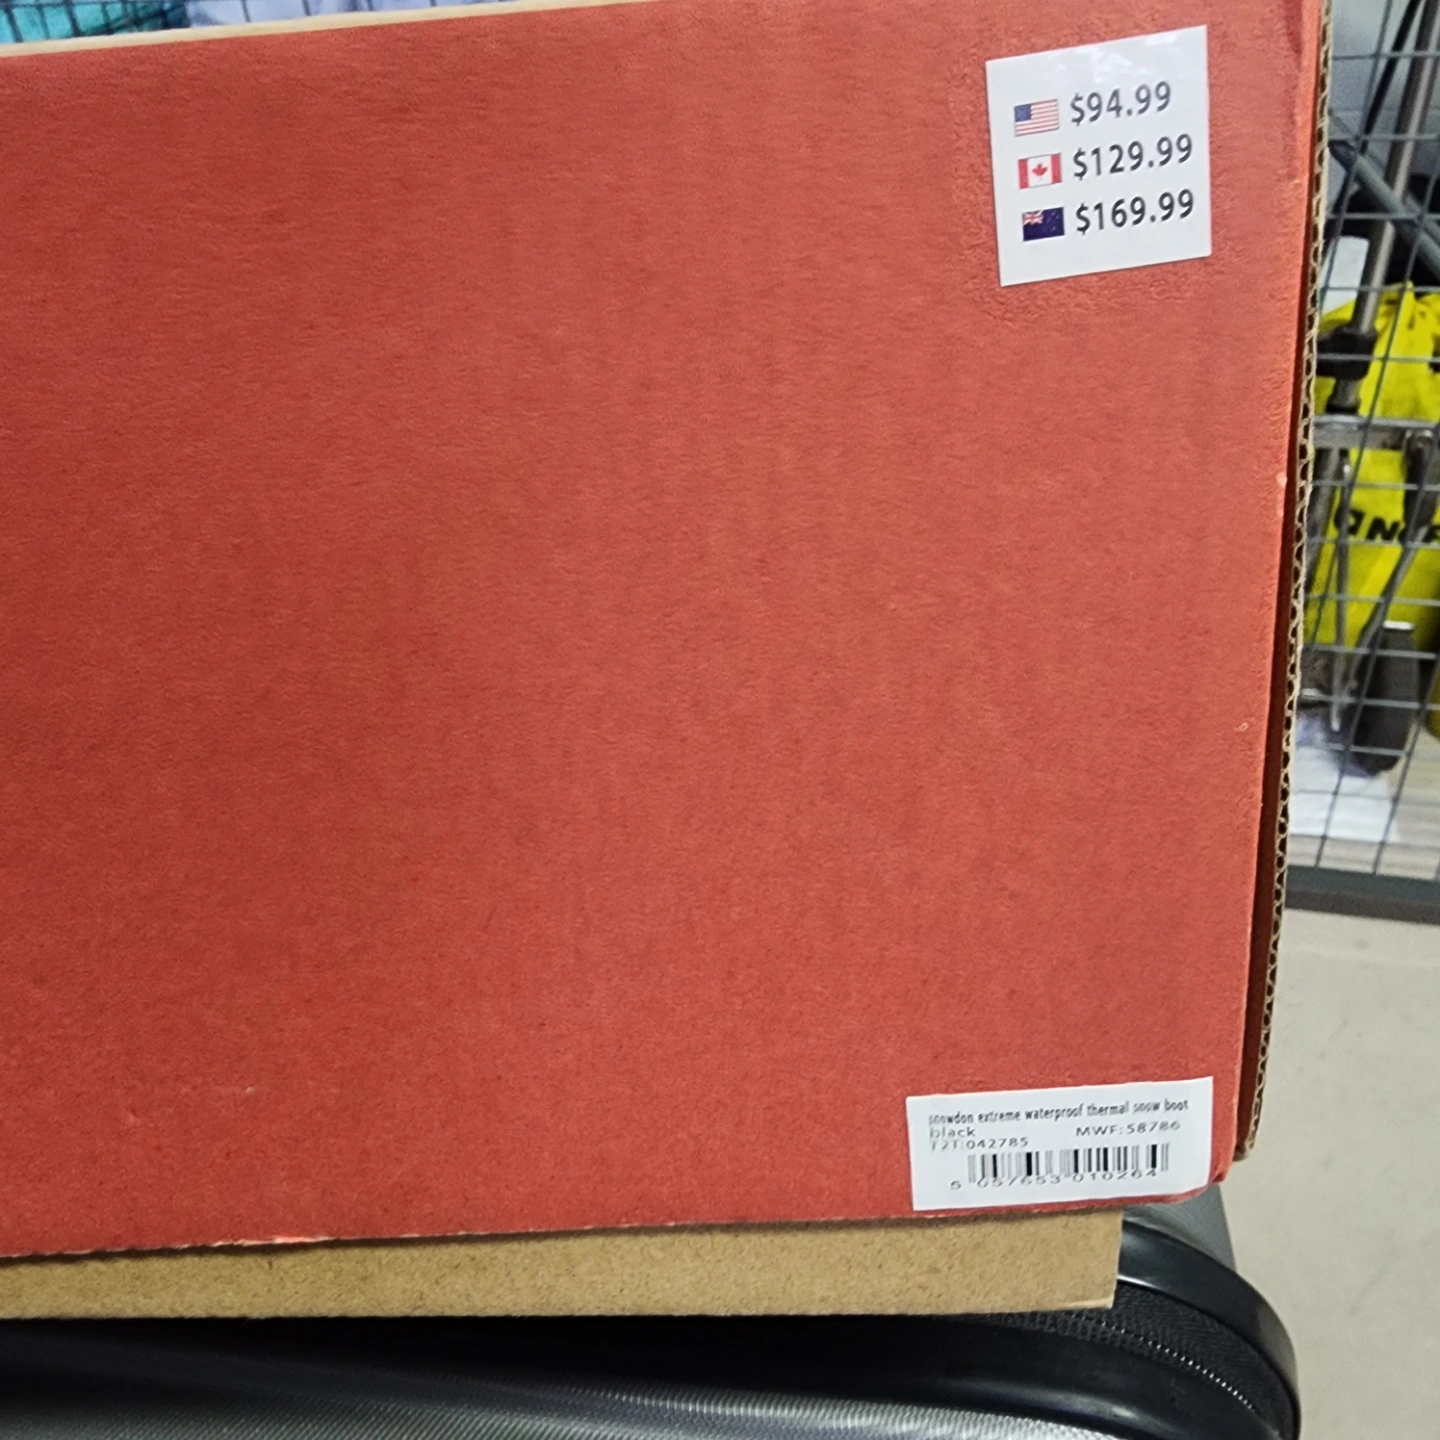 $94.99
$129.99
$169.99
snowdon extreme waterproof thermal snow boot
black MWF:58786
T2T:042785
5 057653 010264